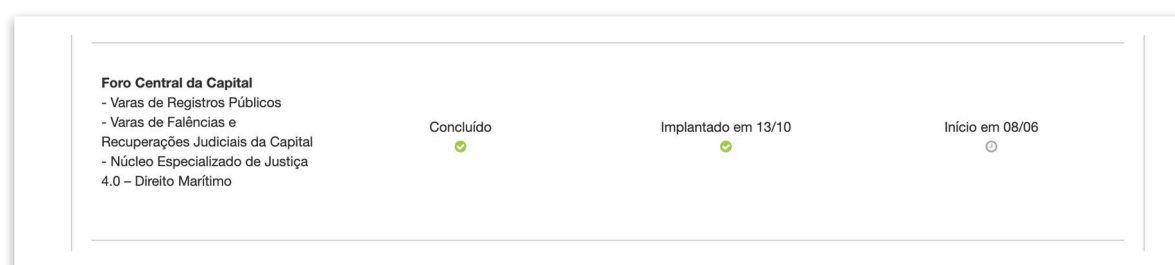 Foro Central da Capital
- Varas de Registros Públicos
- Varas de Falências e
Recuperações Judiciais da Capital
- Núcleo Especializado de Justiça
4.0 – Direito Marítimo
Concluído
Implantado em 13/10
Início em 08/06